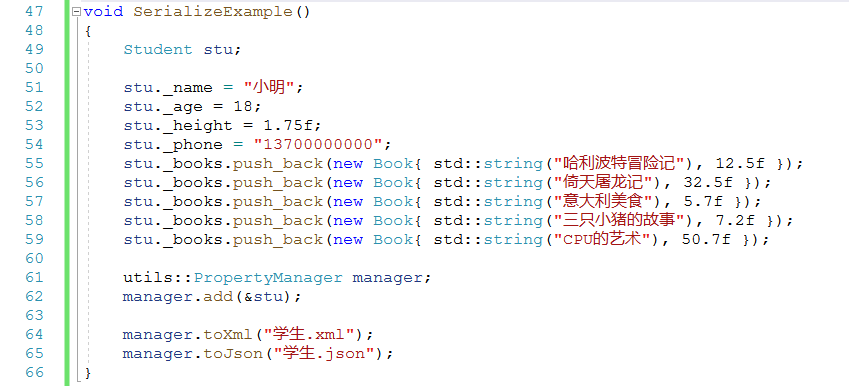 47 void SerializeExample()
48 {
49 Student stu;
50
51 stu._name = "小明";
52 stu._age = 18;
53 stu._height = 1.75f;
54 stu._phone = "13700000000";
55 stu._books.push_back(new Book{ std::string("哈利波特冒险记"), 12.5f });
56 stu._books.push_back(new Book{ std::string("倚天屠龙记"), 32.5f });
57 stu._books.push_back(new Book{ std::string("意大利美食"), 5.7f });
58 stu._books.push_back(new Book{ std::string("三只小猪的故事"), 7.2f });
59 stu._books.push_back(new Book{ std::string("CPU的艺术"), 50.7f });
60
61 utils::PropertyManager manager;
62 manager.add(&stu);
63
64 manager.toXml("学生.xml");
65 manager.toJson("学生.json");
66 }